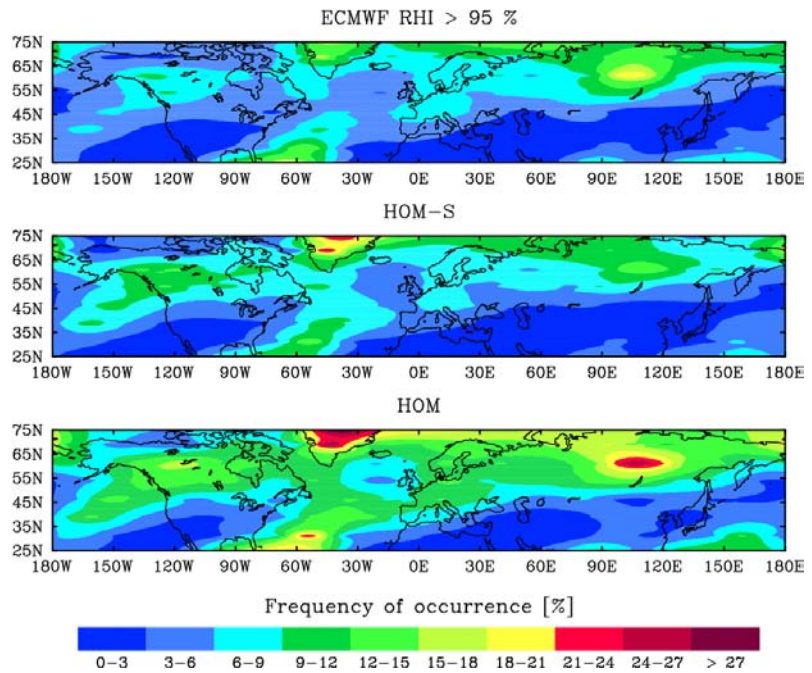 ECMWF RHI > 95 %
75N
65N
55N
45N
35N
25N
180W 150W 120W 90W 60W 30W 0E 30E 60E 90E 120E 150E 180E
HOM-S
75N
65N
55N
45N
35N
25N
180W 150W 120W 90W 60W 30W 0E 30E 60E 90E 120E 150E 180E
HOM
75N
65N
55N
45N
35N
25N
180W 150W 120W 90W 60W 30W 0E 30E 60E 90E 120E 150E 180E
Frequency of occurrence [%]
0-3 3-6 6-9 9-12 12-15 15-18 18-21 21-24 24-27 > 27